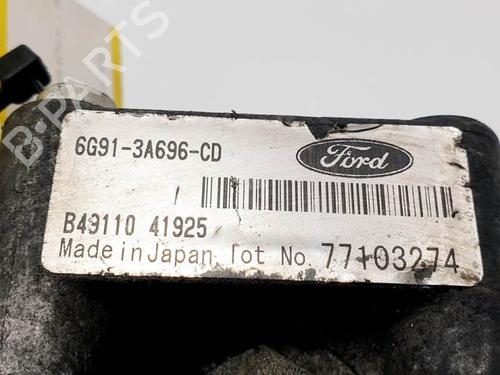 B-PARTS
6G91-3A696-CD
Ford
B49110 41925
Made in Japan lot No. 77103274